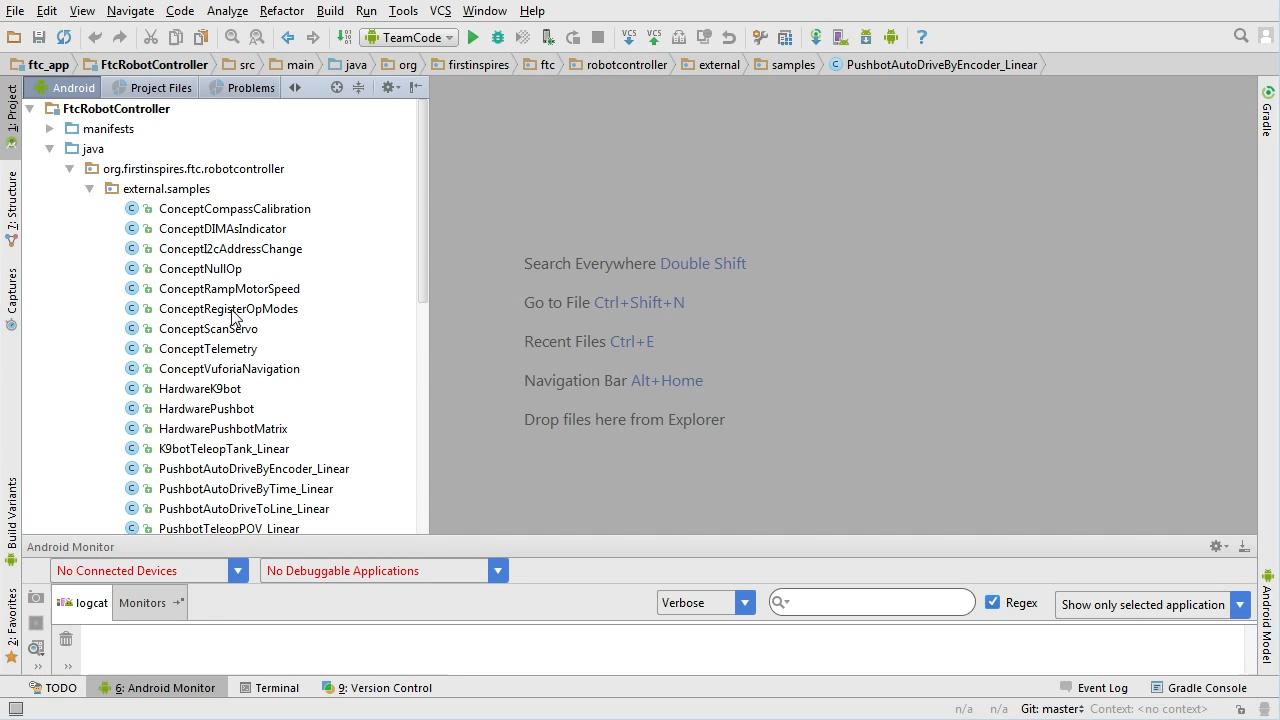 File Edit View Navigate Code Analyze Refactor Build Run Tools VCS Window Help
TeamCode
ftc_app FtcRobotController src main java org firstinspires ftc robotcontroller external samples PushbotAutoDriveByEncoder_Linear
1: Project
7: Structure
Captures
Build Variants
2: Favorites
Android Project Files Problems
FtcRobotController
manifests
java
org.firstinspires.ftc.robotcontroller
external.samples
ConceptCompassCalibration
ConceptDIMAsIndicator
ConceptI2cAddressChange
ConceptNullOp
ConceptRampMotorSpeed
ConceptRegisterOpModes
ConceptScanServo
ConceptTelemetry
ConceptVuforiaNavigation
HardwareK9bot
HardwarePushbot
HardwarePushbotMatrix
K9botTeleopTank_Linear
PushbotAutoDriveByEncoder_Linear
PushbotAutoDriveByTime_Linear
PushbotAutoDriveToLine_Linear
PushbotTeleopPOV_Linear
Search Everywhere Double Shift
Go to File Ctrl+Shift+N
Recent Files Ctrl+E
Navigation Bar Alt+Home
Drop files here from Explorer
Gradle
Android Model
Android Monitor
No Connected Devices No Debuggable Applications
logcat Monitors Verbose Regex Show only selected application
TODO 6: Android Monitor Terminal 9: Version Control Event Log Gradle Console
n/a n/a Git: master Context: <no context>